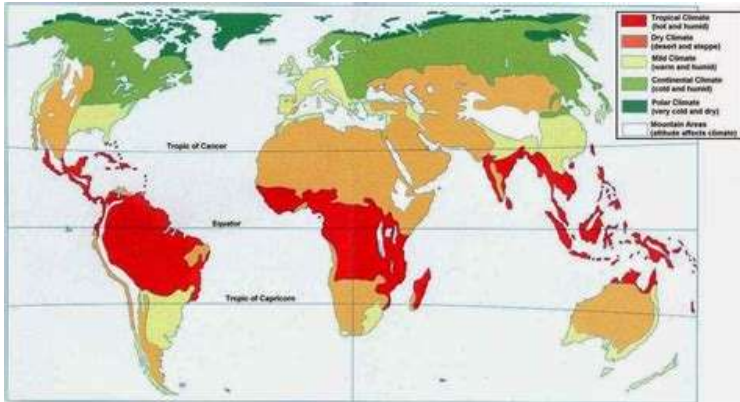 Tropical Climate
(hot and humid)
Dry Climate
(desert and steppe)
Mild Climate
(warm and humid)
Continental Climate
(cold and humid)
Polar Climate
(very cold and dry)
Mountain Areas
(altitude affects climate)
Tropic of Cancer
Equator
Tropic of Capricorn